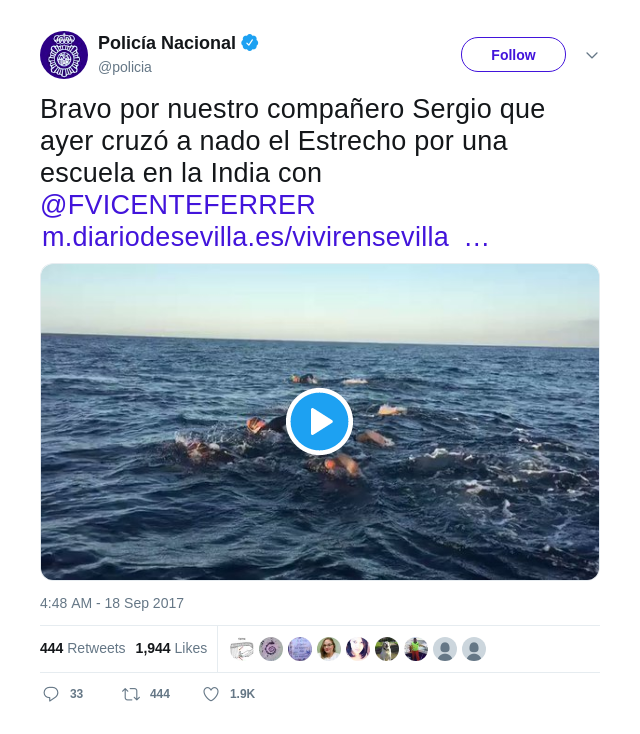 Policía Nacional
@policia
Follow
Bravo por nuestro compañero Sergio que
ayer cruzó a nado el Estrecho por una
escuela en la India con
@FVICENTEFERRER
m.diariodesevilla.es/vivirensevilla …
4:48 AM - 18 Sep 2017
444 Retweets 1,944 Likes
33 444 1.9K